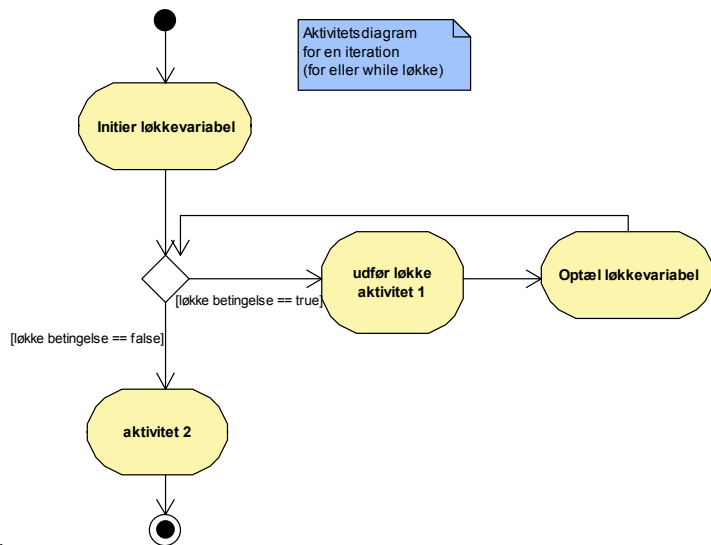 Aktivitetsdiagram
for en iteration
(for eller while løkke)
Initier løkkevariabel
udfør løkke
aktivitet 1
Optæl løkkevariabel
[løkke betingelse == true]
[løkke betingelse == false]
aktivitet 2